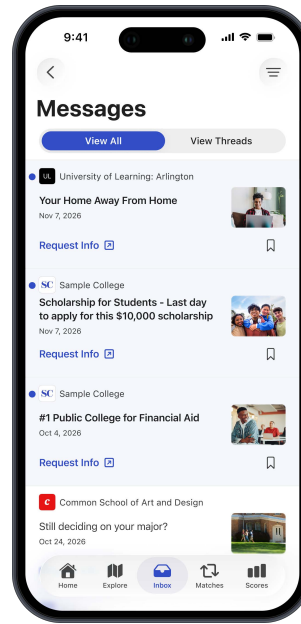 9:41
Messages
View All
View Threads
UL
University of Learning: Arlington
Your Home Away From Home
Nov 7, 2026
Request Info
SC
Sample College
Scholarship for Students - Last day
to apply for this $10,000 scholarship
Nov 7, 2026
Request Info
SC
Sample College
#1 Public College for Financial Aid
Oct 4, 2026
Request Info
c
Common School of Art and Design
Still deciding on your major?
Oct 24, 2026
Home
Explore
Inbox
Matches
Scores